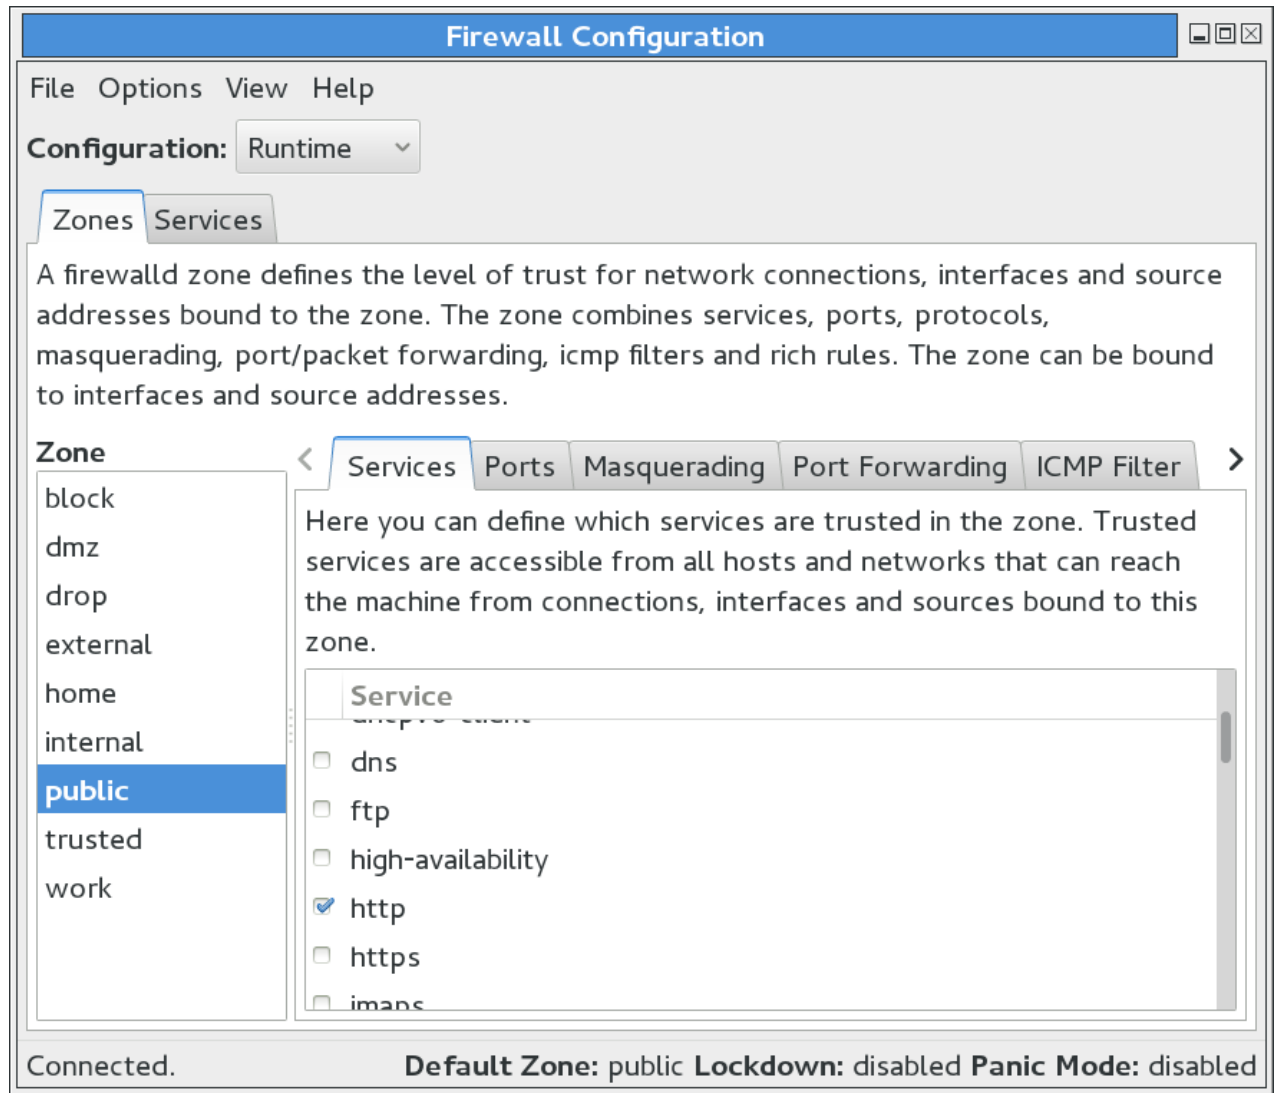 Firewall Configuration
File Options View Help
Configuration: Runtime
Zones Services
A firewalld zone defines the level of trust for network connections, interfaces and source
addresses bound to the zone. The zone combines services, ports, protocols,
masquerading, port/packet forwarding, icmp filters and rich rules. The zone can be bound
to interfaces and source addresses.
Zone
block
dmz
drop
external
home
internal
public
trusted
work
Services Ports Masquerading Port Forwarding ICMP Filter
Here you can define which services are trusted in the zone. Trusted
services are accessible from all hosts and networks that can reach
the machine from connections, interfaces and sources bound to this
zone.
Service
dns
ftp
high-availability
http
https
imaps
Connected. Default Zone: public Lockdown: disabled Panic Mode: disabled